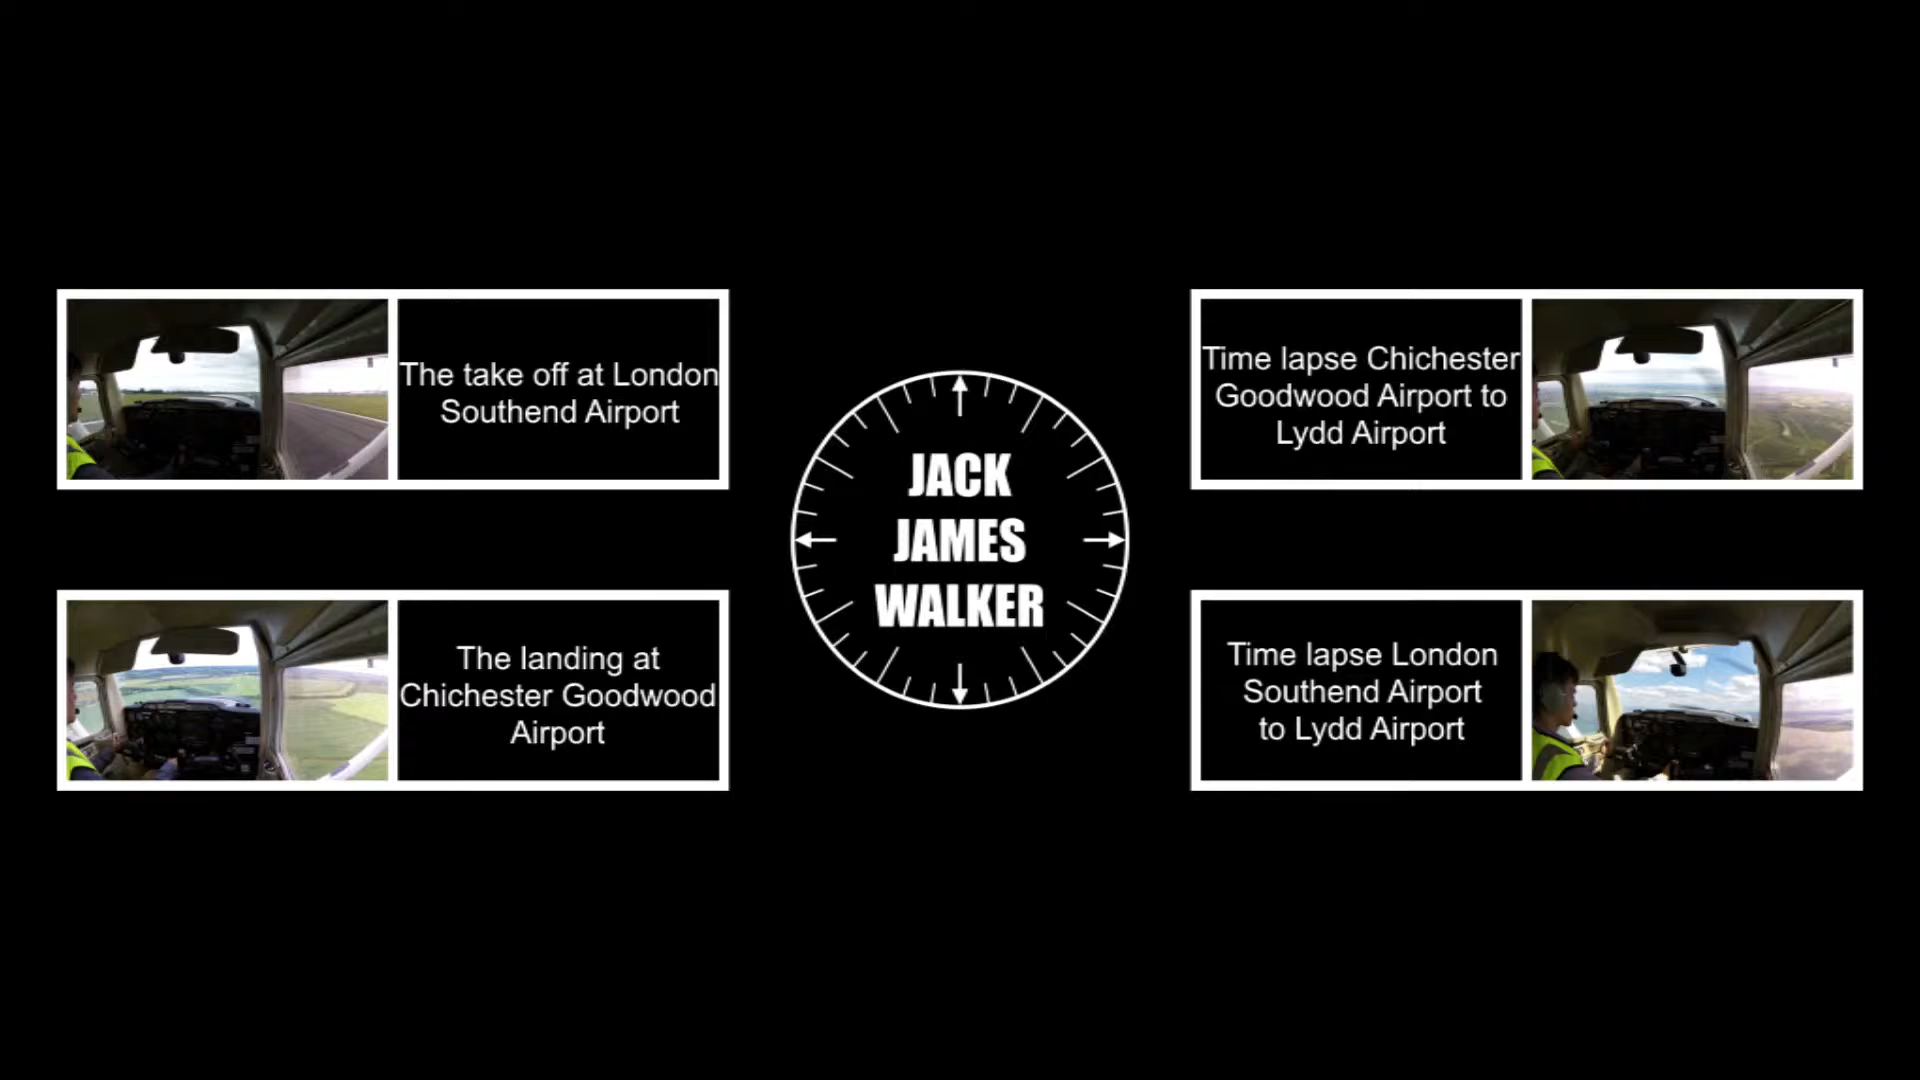 The take off at London
Southend Airport
The landing at
Chichester Goodwood
Airport
JACK
JAMES
WALKER
Time lapse Chichester
Goodwood Airport to
Lydd Airport
Time lapse London
Southend Airport
to Lydd Airport